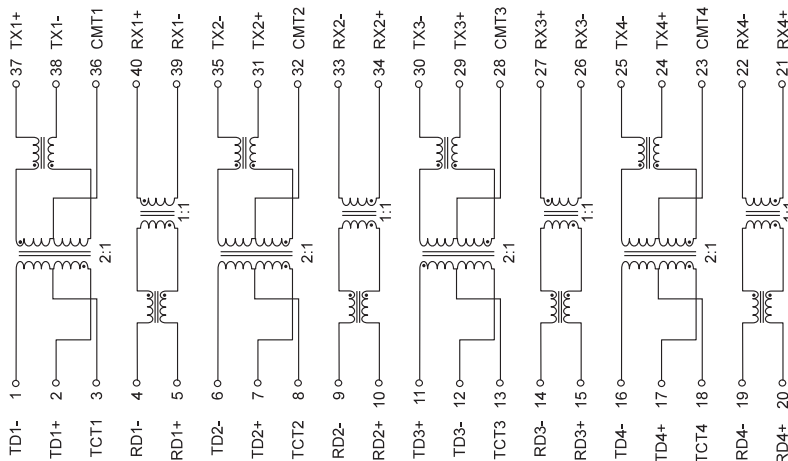 37 TX1+
38 TX1-
36 CMT1
40 RX1+
39 RX1-
35 TX2-
31 TX2+
32 CMT2
33 RX2-
34 RX2+
30 TX3-
29 TX3+
28 CMT3
27 RX3+
26 RX3-
25 TX4-
24 TX4+
23 CMT4
22 RX4-
21 RX4+
2:1
1:1
2:1
1:1
2:1
1:1
2:1
TD1- 1
TD1+ 2
TCT1 3
RD1- 4
RD1+ 5
TD2- 6
TD2+ 7
TCT2 8
RD2- 9
RD2+ 10
TD3+ 11
TD3- 12
TCT3 13
RD3- 14
RD3+ 15
TD4- 16
TD4+ 17
TCT4 18
RD4- 19
RD4+ 20